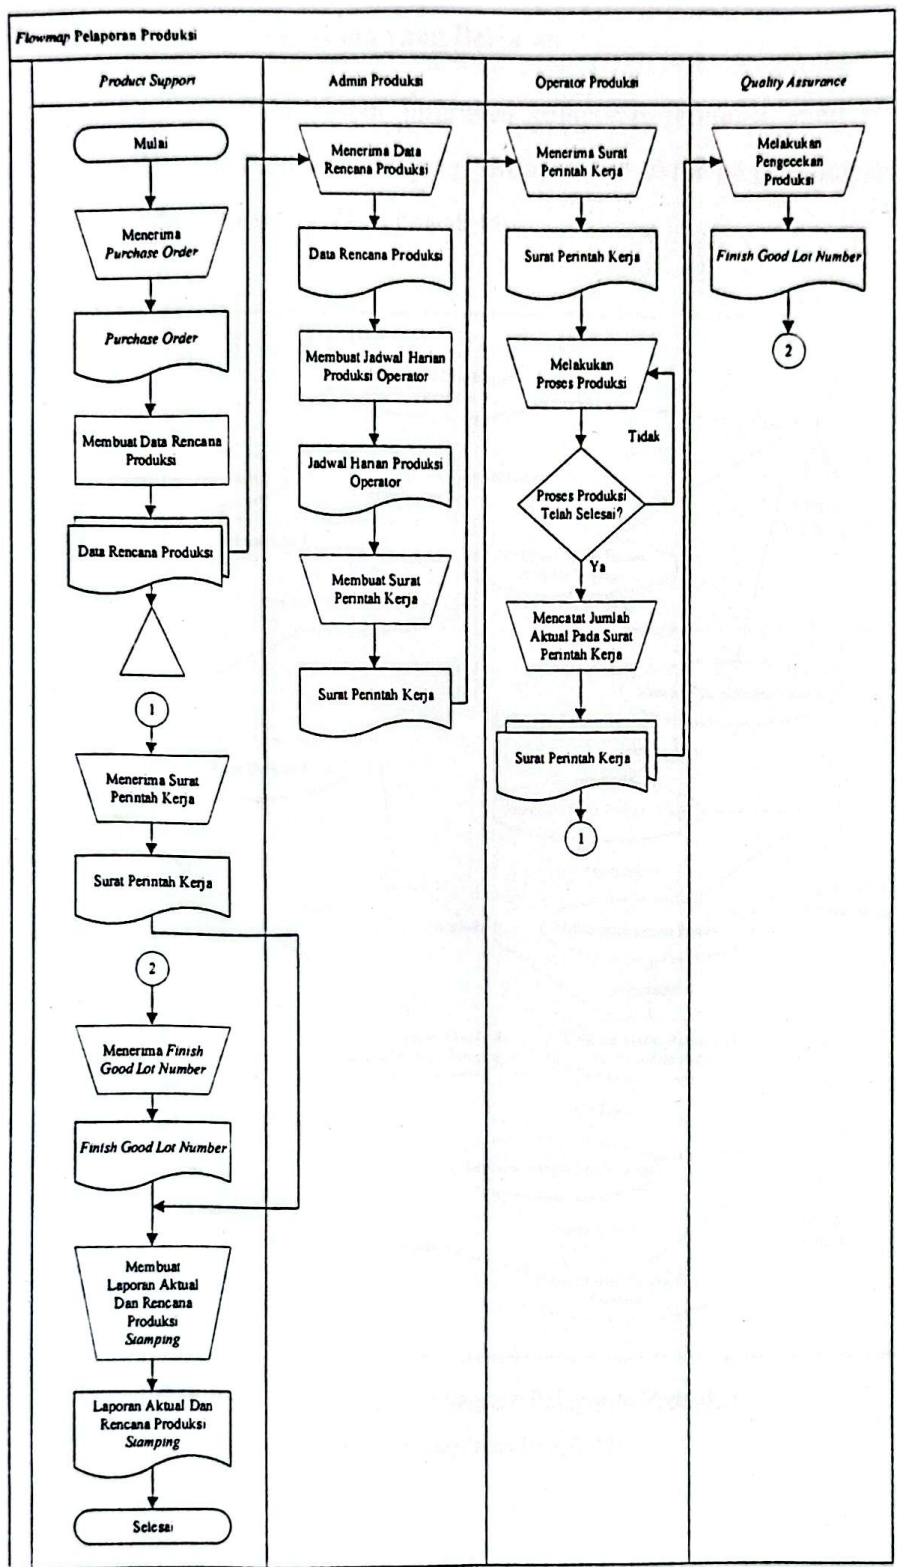 Flowmap Pelaporan Produksi
Product Support
Admin Produksi
Operator Produksi
Quality Assurance
Mulai
Menerima
Purchase Order
Purchase Order
Membuat Data Rencana
Produksi
Data Rencana Produksi
1
Menerima Surat
Perintah Kerja
Surat Perintah Kerja
2
Menerima Finish
Good Lot Number
Finish Good Lot Number
Membuat
Laporan Aktual
Dan Rencana
Produksi
Stamping
Laporan Aktual Dan
Rencana Produksi
Stamping
Selesai
Menerima Data
Rencana Produksi
Data Rencana Produksi
Membuat Jadwal Harian
Produksi Operator
Jadwal Harian Produksi
Operator
Membuat Surat
Perintah Kerja
Surat Perintah Kerja
Menerima Surat
Perintah Kerja
Surat Perintah Kerja
Melakukan
Proses Produksi
Tidak
Proses Produksi
Telah Selesai?
Ya
Mencatat Jumlah
Aktual Pada Surat
Perintah Kerja
Surat Perintah Kerja
1
Melakukan
Pengecekan
Produksi
Finish Good Lot Number
2